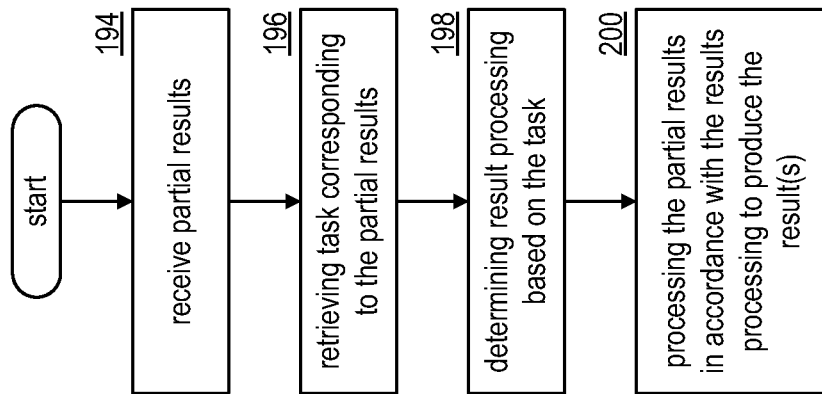 start
194
receive partial results
196
retrieving task corresponding
to the partial results
198
determining result processing
based on the task
200
processing the partial results
in accordance with the results
processing to produce the
result(s)